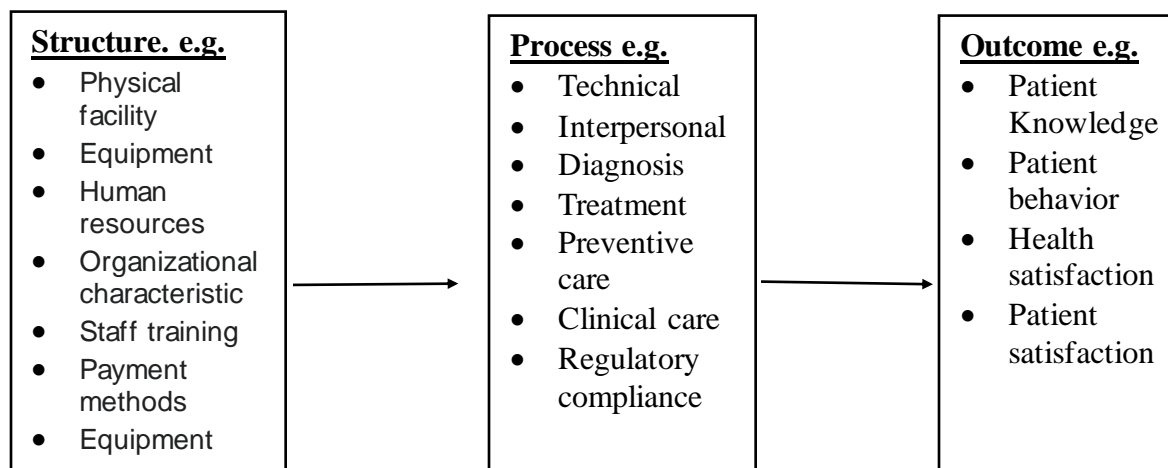 Structure. e.g.
• Physical
facility
• Equipment
• Human
resources
• Organizational
characteristic
• Staff training
• Payment
methods
• Equipment
Process e.g.
• Technical
• Interpersonal
• Diagnosis
• Treatment
• Preventive
care
• Clinical care
• Regulatory
compliance
Outcome e.g.
• Patient
Knowledge
• Patient
behavior
• Health
satisfaction
• Patient
satisfaction